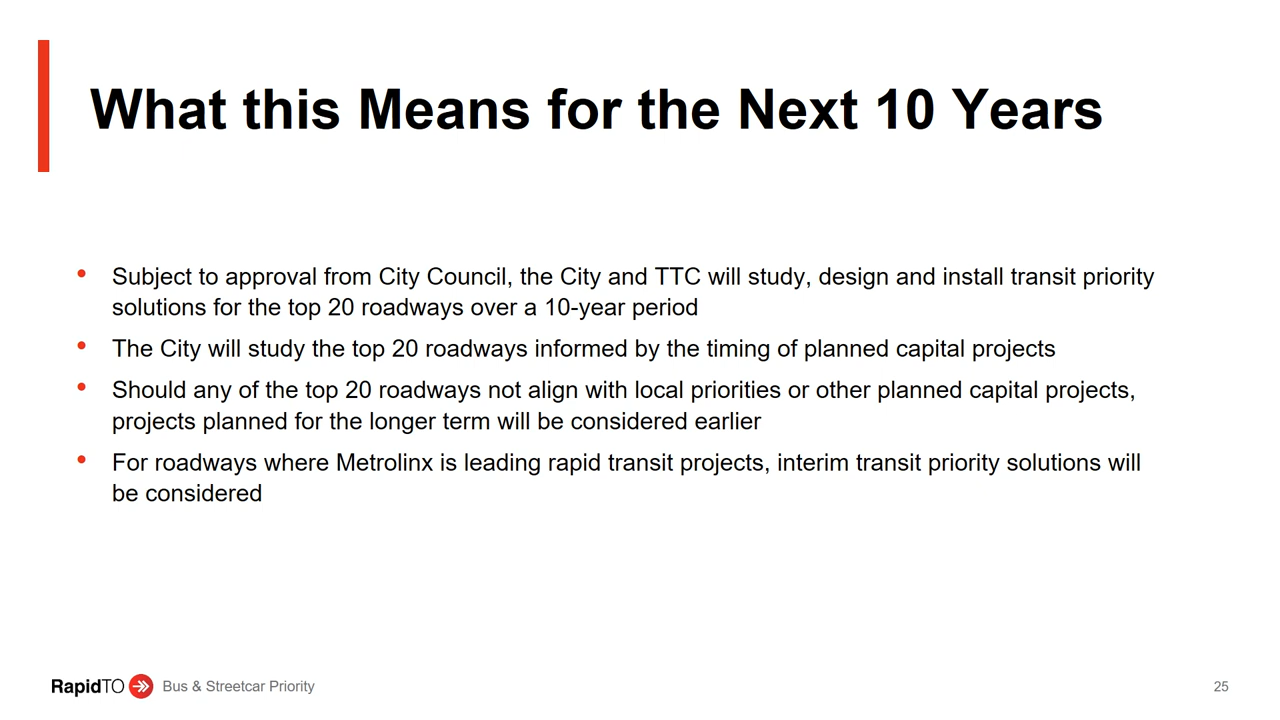 What this Means for the Next 10 Years
• Subject to approval from City Council, the City and TTC will study, design and install transit priority
solutions for the top 20 roadways over a 10-year period
• The City will study the top 20 roadways informed by the timing of planned capital projects
• Should any of the top 20 roadways not align with local priorities or other planned capital projects,
projects planned for the longer term will be considered earlier
• For roadways where Metrolinx is leading rapid transit projects, interim transit priority solutions will
be considered
RapidTO Bus & Streetcar Priority
25